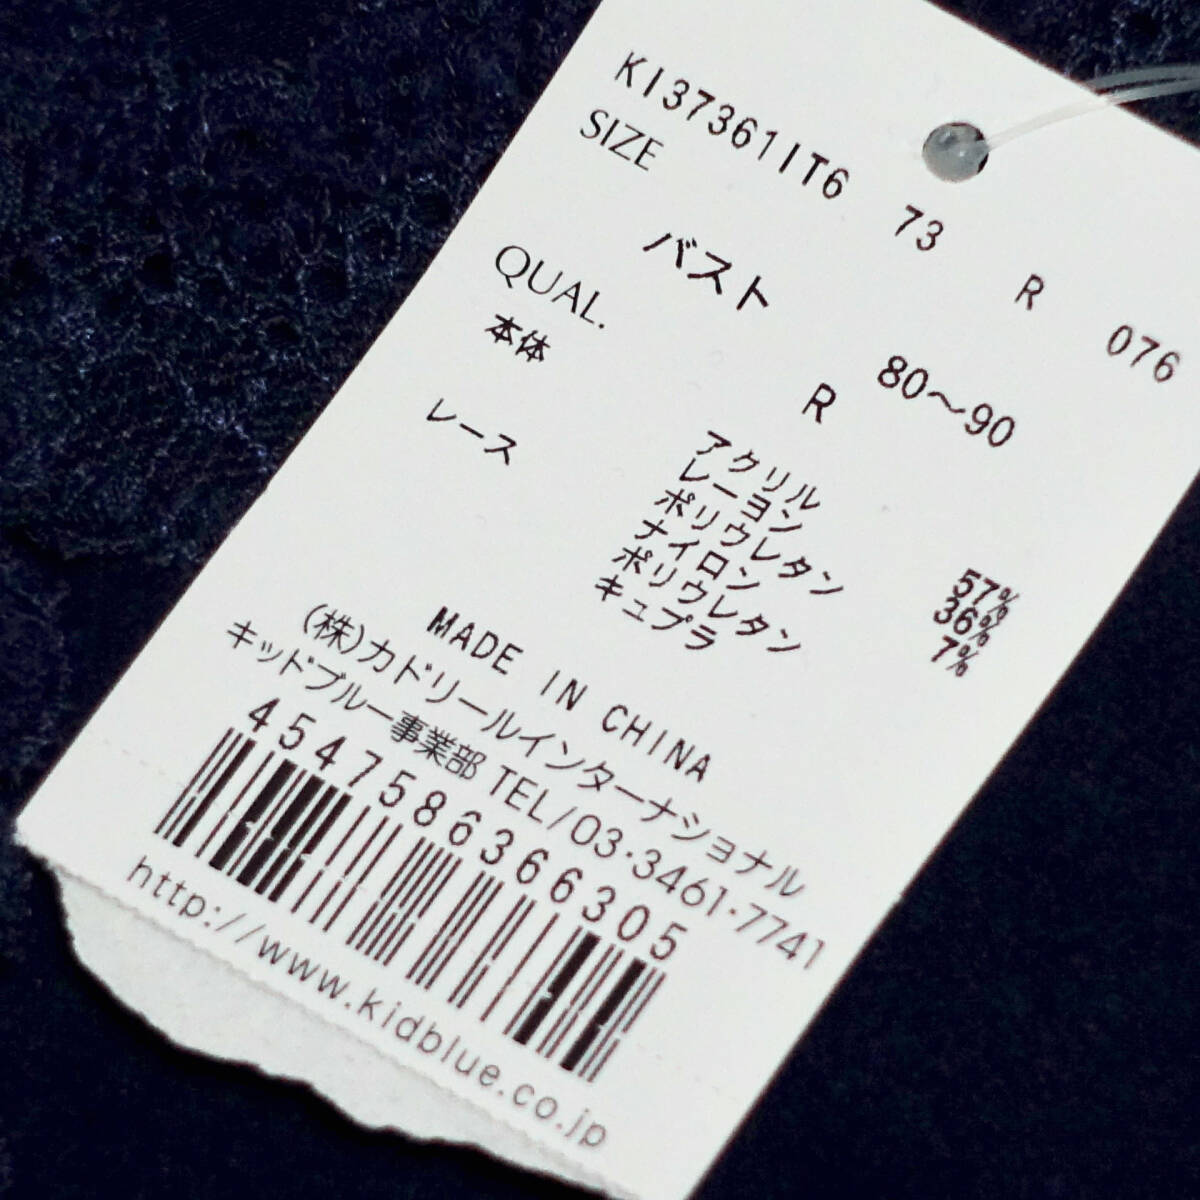 KI37361IT6 73 R 076
SIZE
バスト R 80～90
QUAL.
本体 アクリル 57%
レーヨン 36%
ポリウレタン 7%
レース ナイロン
ポリウレタン
キュプラ
MADE IN CHINA
(株)カドリールインターナショナル
キッドブルー事業部 TEL/03・3461・7741
4547586366305
http://www.kidblue.co.jp